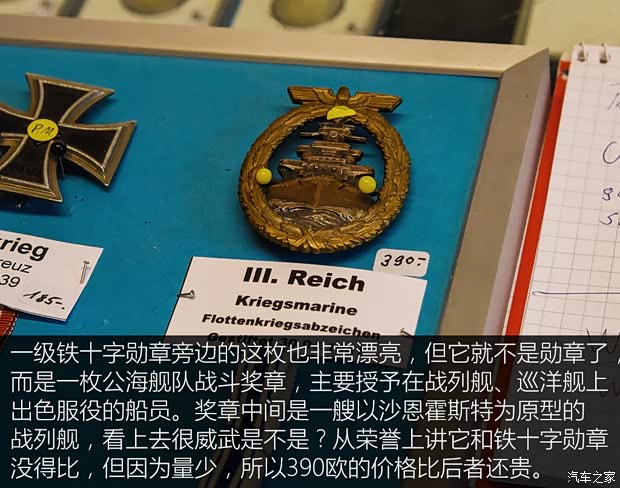 汽车之家
P.M
krieg
reuz
39
185.-
390.-
III. Reich
Kriegsmarine
Flottenkriegsabzeichen
一级铁十字勋章旁边的这枚也非常漂亮，但它就不是勋章了，
而是一枚公海舰队战斗奖章，主要授予在战列舰、巡洋舰上
出色服役的船员。奖章中间是一艘以沙恩霍斯特为原型的
战列舰，看上去很威武是不是？从荣誉上讲它和铁十字勋章
没得比，但因为量少，所以390欧的价格比后者还贵。
汽车之家